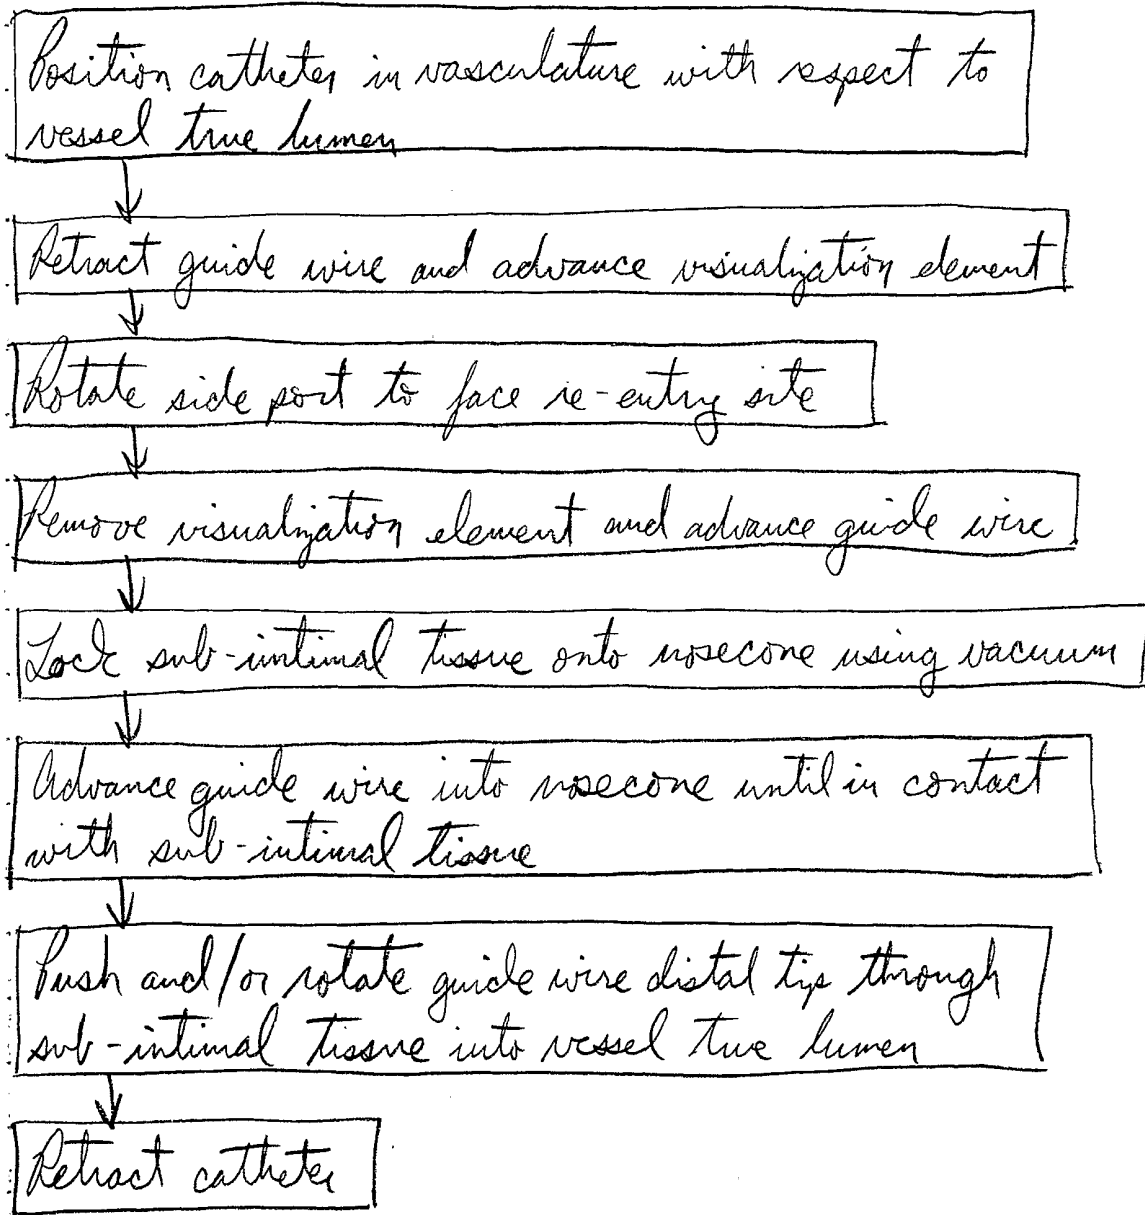 Position catheter in vasculature with respect to
vessel true lumen
Retract guide wire and advance visualization element
Rotate side port to face re-entry site
Remove visualization element and advance guide wire
Lock sub-intimal tissue onto nosecone using vacuum
Advance guide wire into nosecone until in contact
with sub-intimal tissue
Push and/or rotate guide wire distal tip through
sub-intimal tissue into vessel true lumen
Retract catheter